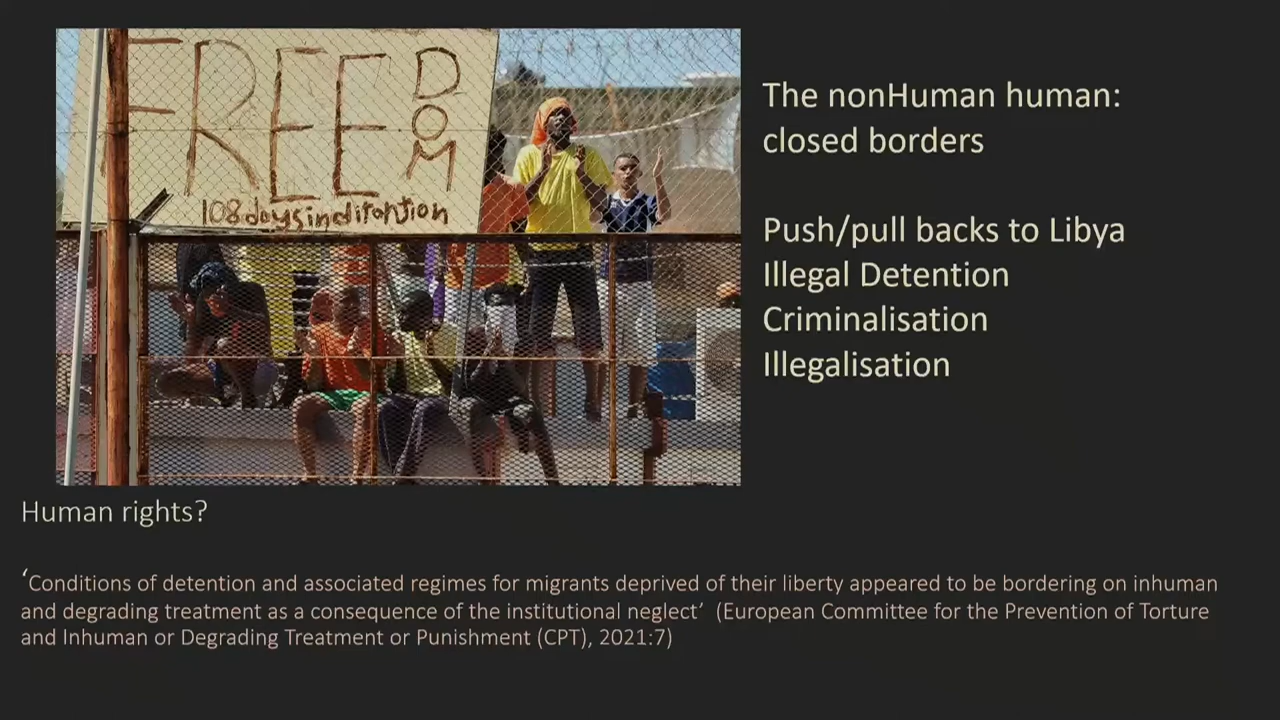 FREE DOM
108 days in ditantion
The nonHuman human:
closed borders
Push/pull backs to Libya
Illegal Detention
Criminalisation
Illegalisation
Human rights?
‘Conditions of detention and associated regimes for migrants deprived of their liberty appeared to be bordering on inhuman
and degrading treatment as a consequence of the institutional neglect’ (European Committee for the Prevention of Torture
and Inhuman or Degrading Treatment or Punishment (CPT), 2021:7)